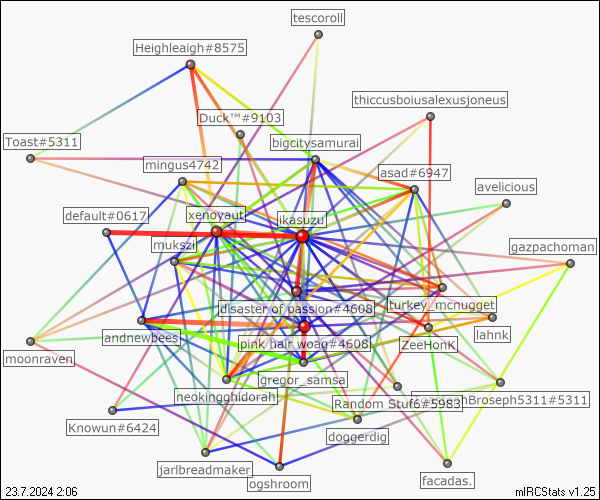 tescoroll
Heighleaigh#8575
thiccusboiusalexusjoneus
Duck™#9103
Toast#5311
bigcitysamurai
mingus4742
asad#6947
avelicious
default#0617
xenoyaut
ikasuzu
mukszi
gazpachoman
disaster of passion#4608
turkey_mcnugget
andnewbees
pink hair woag#4608
ZeeHonK
lahnk
moonraven
gregor_samsa
neokingghidorah
Random Stuf6#5983
Broseph5311#5311
Knowun#6424
doggerdig
jarlbreadmaker
ogshroom
facadas.
23.7.2024 2:06
mIRCStats v1.25